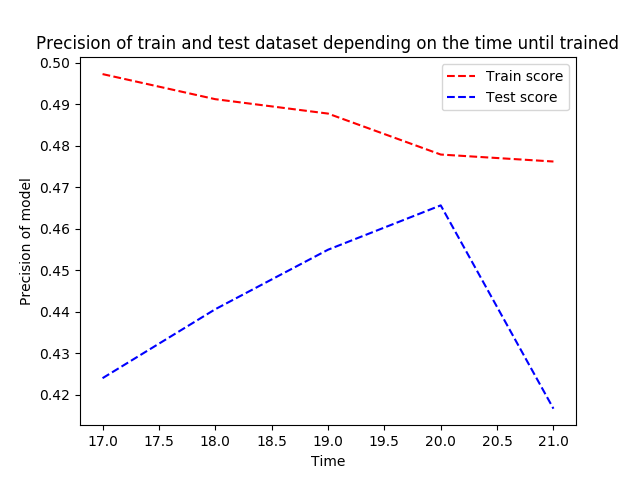 Precision of train and test dataset depending on the time until trained
Train score
Test score
Precision of model
0.50
0.49
0.48
0.47
0.46
0.45
0.44
0.43
0.42
17.0 17.5 18.0 18.5 19.0 19.5 20.0 20.5 21.0
Time